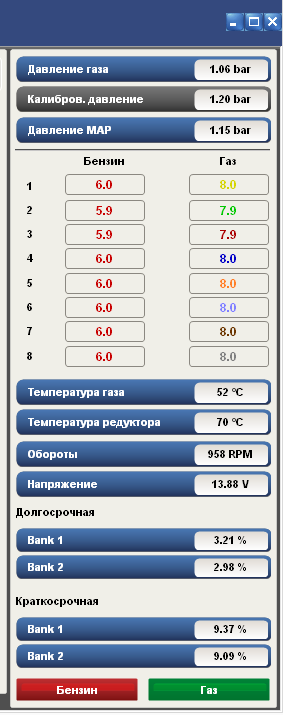 Давление газа 1.06 bar
Калибров. давление 1.20 bar
Давление MAP 1.15 bar
Бензин Газ
1 6.0 8.0
2 5.9 7.9
3 5.9 7.9
4 6.0 8.0
5 6.0 8.0
6 6.0 8.0
7 6.0 8.0
8 6.0 8.0
Температура газа 52 °C
Температура редуктора 70 °C
Обороты 958 RPM
Напряжение 13.88 V
Долгосрочная
Bank 1 3.21 %
Bank 2 2.98 %
Краткосрочная
Bank 1 9.37 %
Bank 2 9.09 %
Бензин Газ